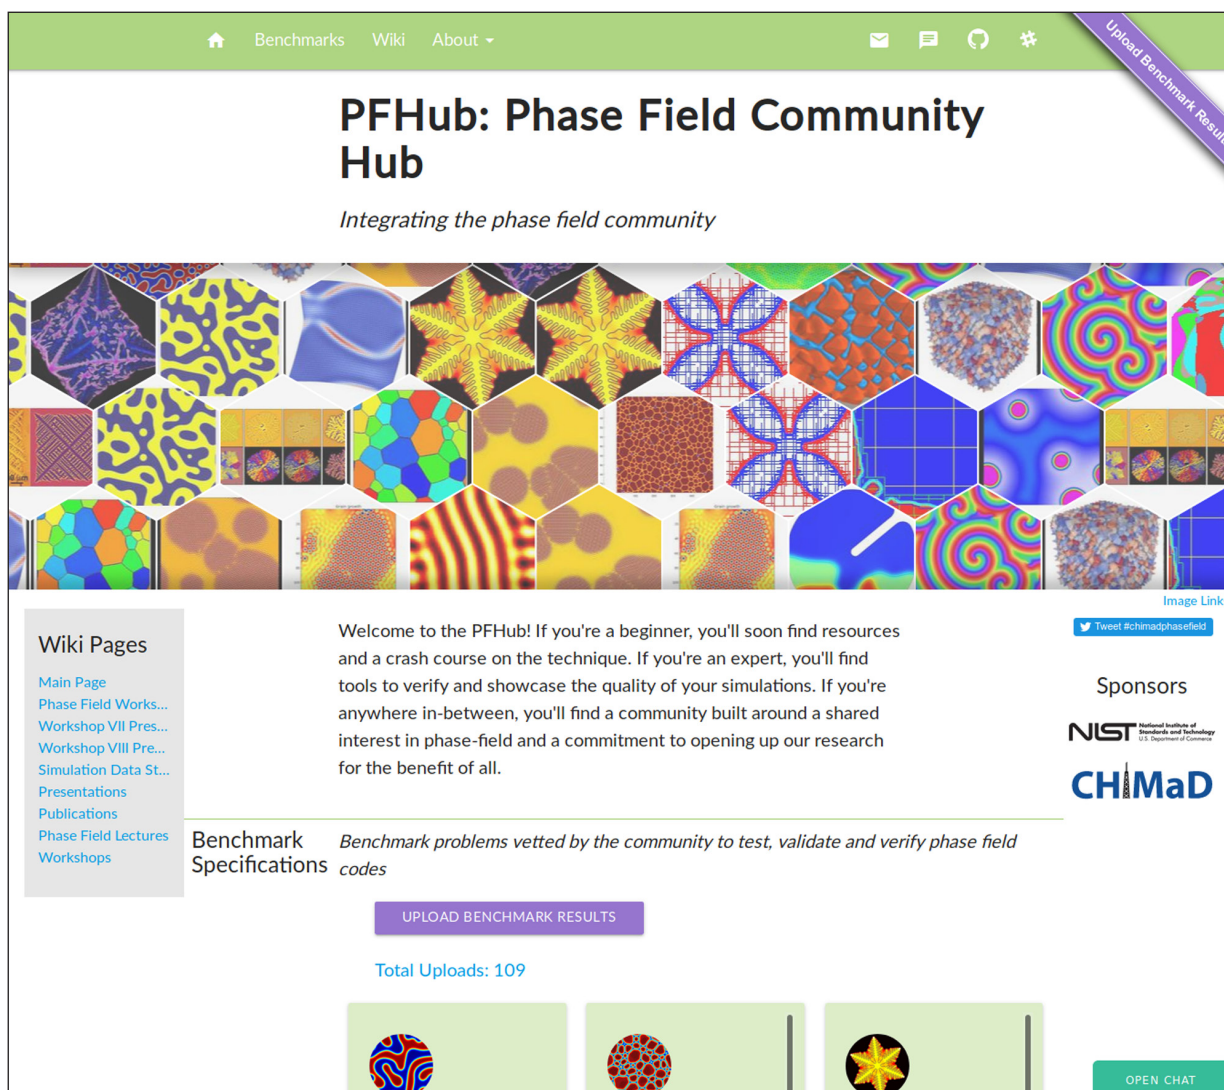 Benchmarks Wiki About
Upload Benchmark Results
PFHub: Phase Field Community
Hub
Integrating the phase field community
Image Link
Tweet #chimadphasefield
Wiki Pages
Main Page
Phase Field Works...
Workshop VII Pres...
Workshop VIII Pre...
Simulation Data St...
Presentations
Publications
Phase Field Lectures
Workshops
Welcome to the PFHub! If you're a beginner, you'll soon find resources
and a crash course on the technique. If you're an expert, you'll find
tools to verify and showcase the quality of your simulations. If you're
anywhere in-between, you'll find a community built around a shared
interest in phase-field and a commitment to opening up our research
for the benefit of all.
Sponsors
NIST
National Institute of
Standards and Technology
U.S. Department of Commerce
CHiMaD
Benchmark
Specifications
Benchmark problems vetted by the community to test, validate and verify phase field
codes
UPLOAD BENCHMARK RESULTS
Total Uploads: 109
OPEN CHAT